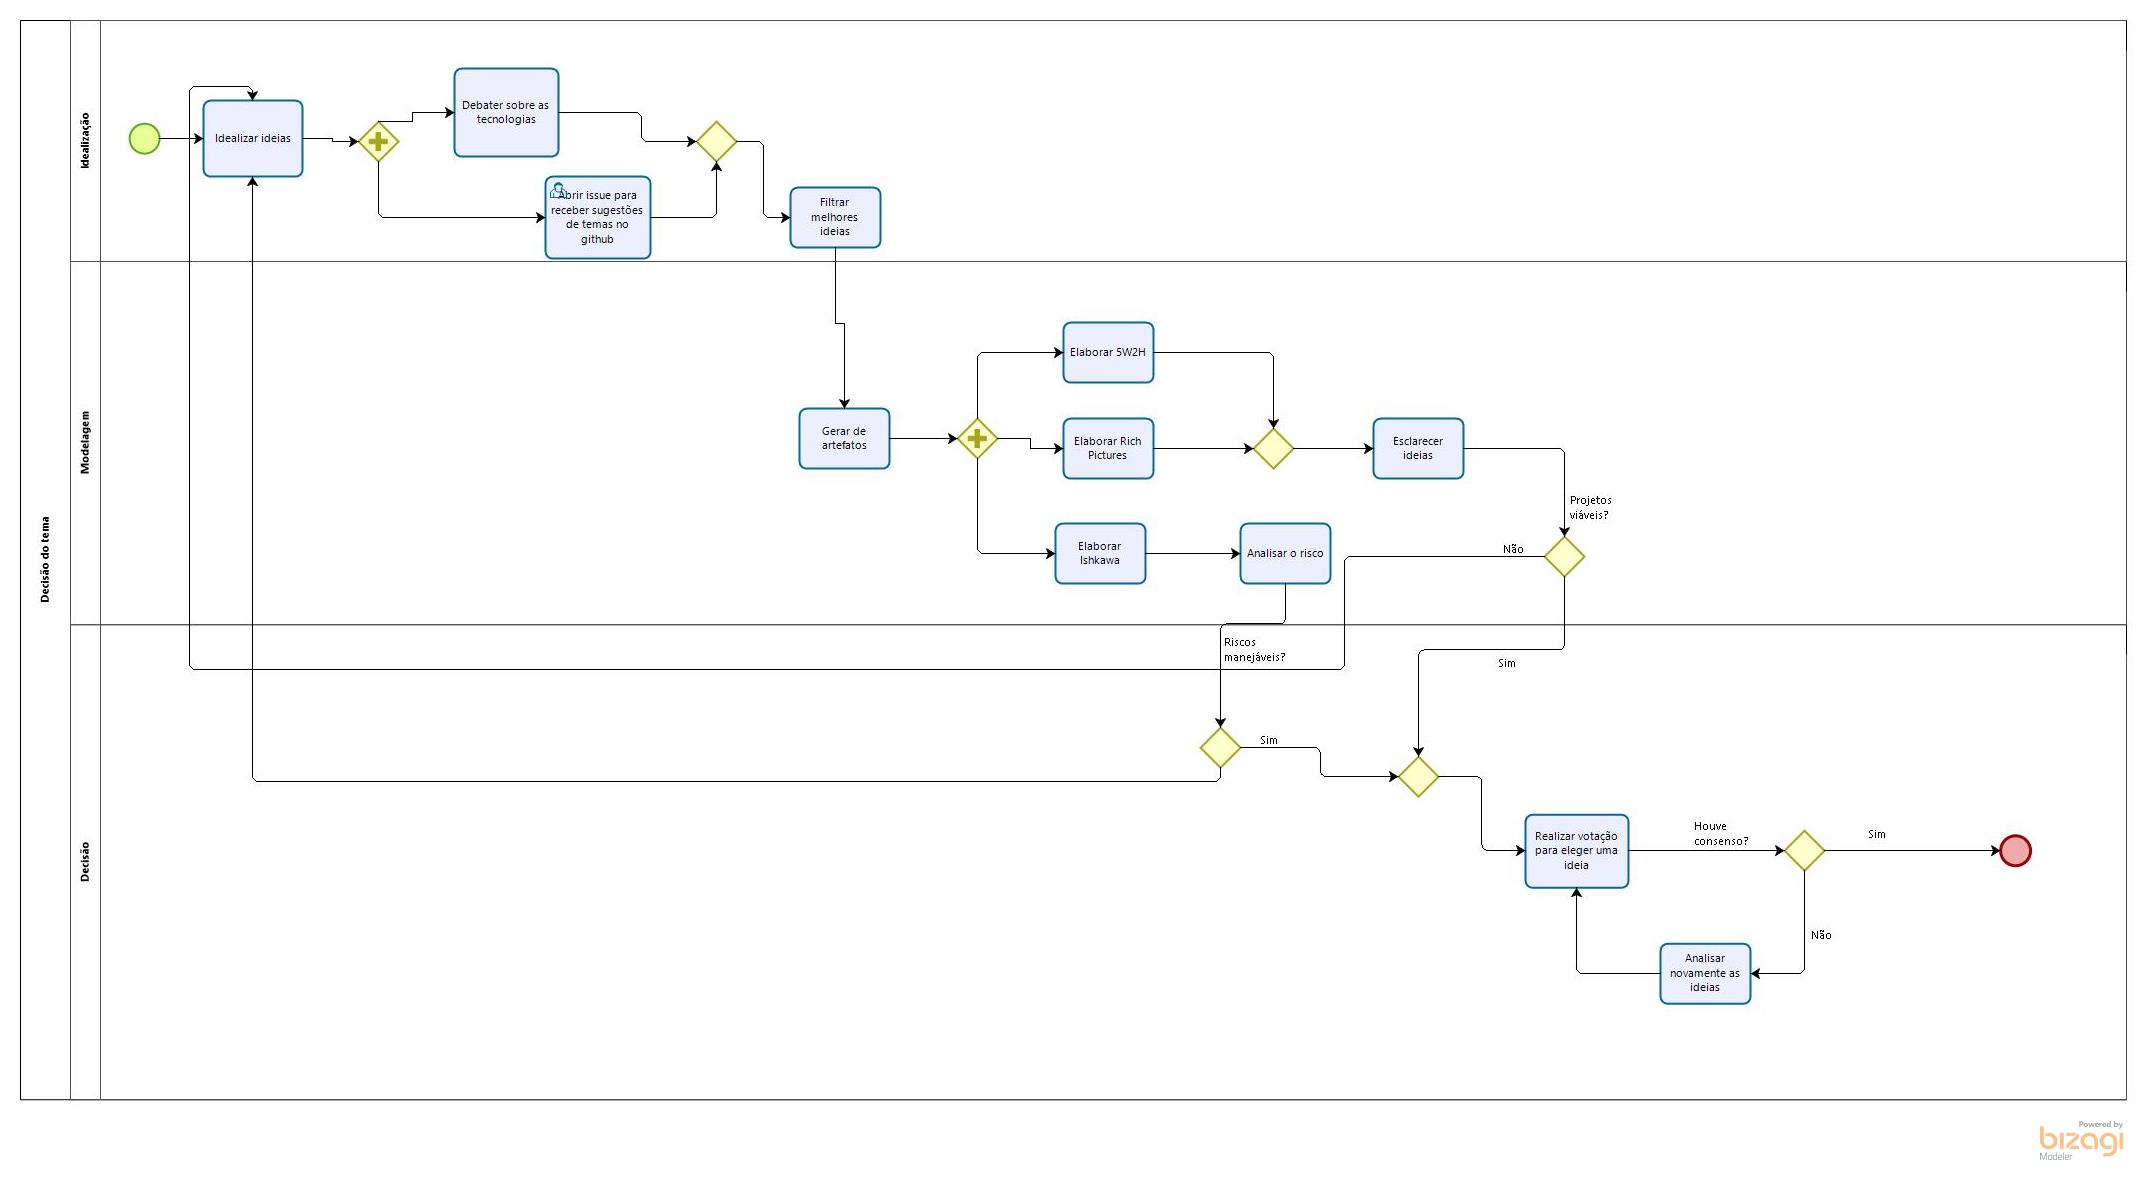 Decisão do tema
Idealização
Idealizar ideias
Debater sobre as
tecnologias
Abrir issue para
receber sugestões
de temas no
github
Filtrar
melhores
ideias
Modelagem
Gerar de
artefatos
Elaborar 5W2H
Elaborar Rich
Pictures
Elaborar
Ishkawa
Analisar o risco
Esclarecer
ideias
Projetos
viáveis?
Não
Sim
Decisão
Riscos
manejáveis?
Sim
Realizar votação
para eleger uma
ideia
Houve
consenso?
Sim
Não
Analisar
novamente as
ideias
Powered by
bizagi
Modeler